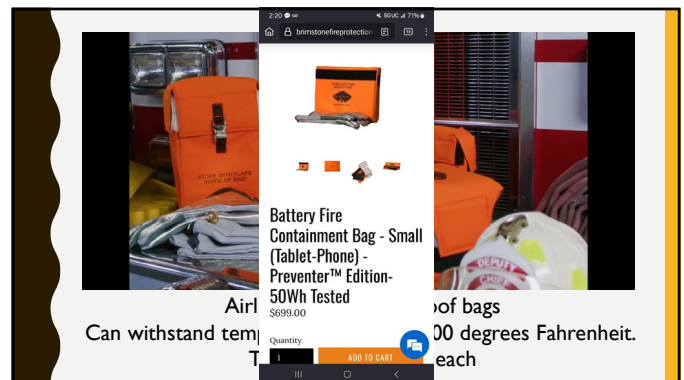 2:20
5G UC 71%
brimstonefireprotection
STORE WITH FLAPS
INSIDE OF BAG!
Battery Fire
Containment Bag - Small
(Tablet-Phone) -
Preventer™ Edition-
50Wh Tested
$699.00
Quantity
1
ADD TO CART
DEPUTY
CHIEF
Airl oof bags
Can withstand temp 00 degrees Fahrenheit.
T each